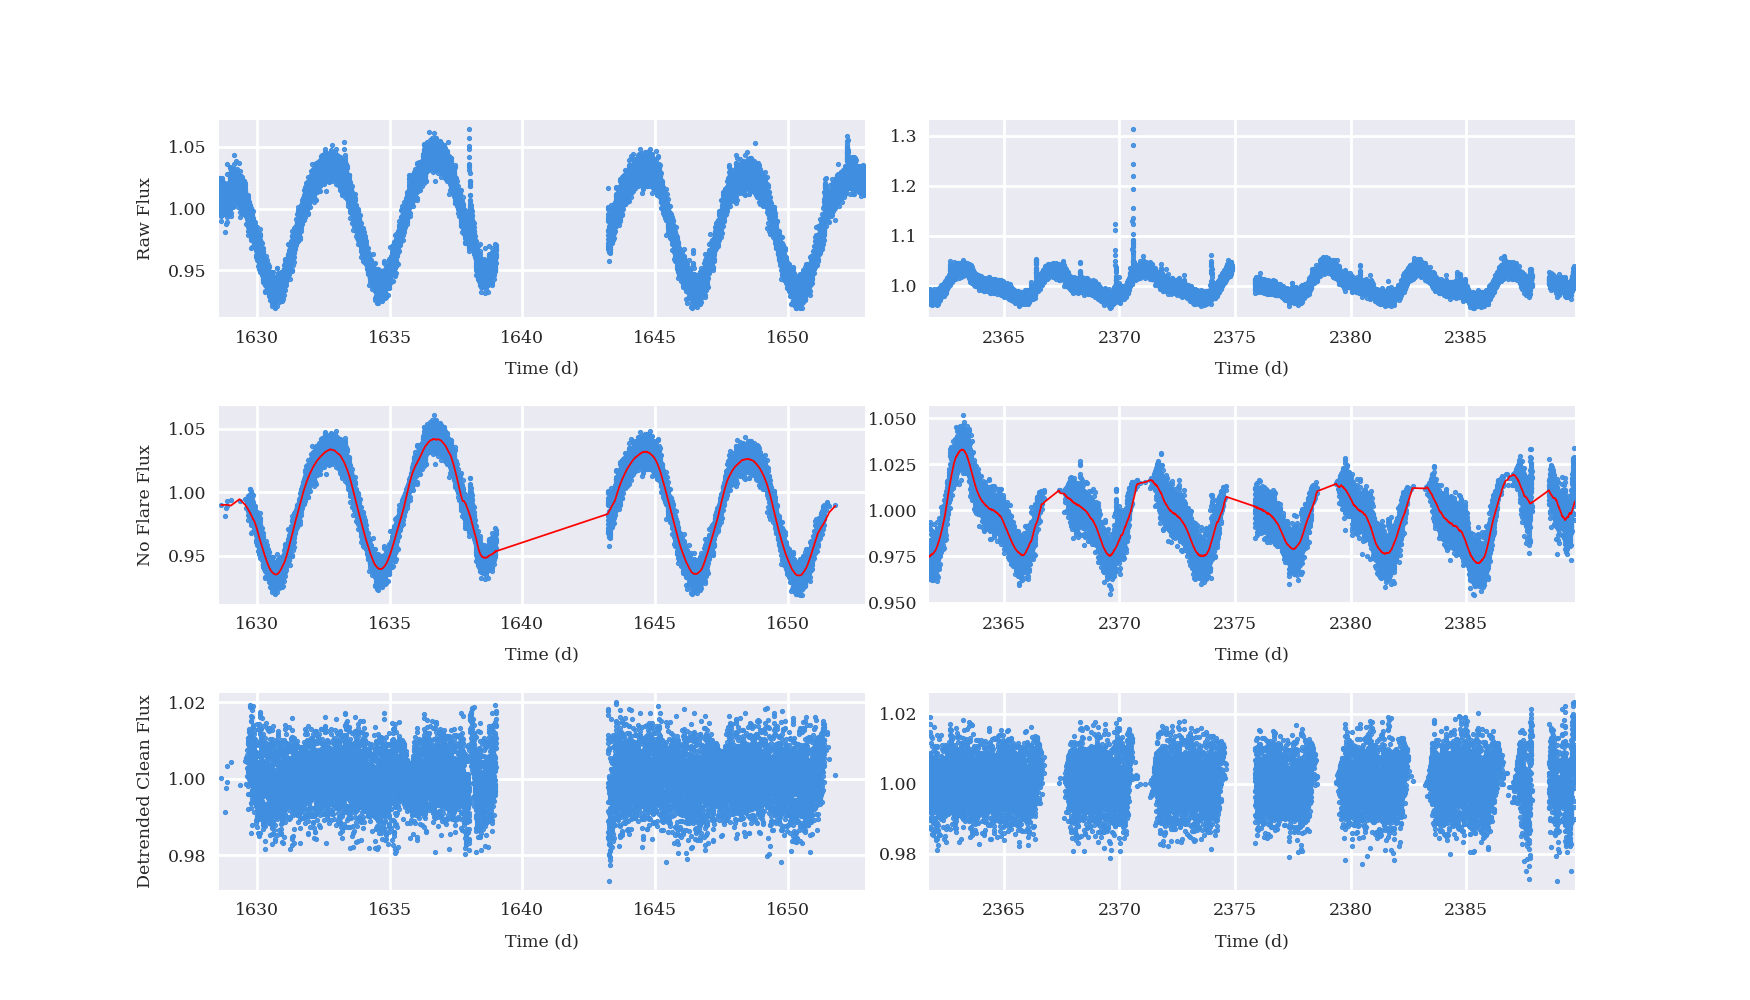 Raw Flux
1.05
1.00
0.95
1630 1635 1640 1645 1650
Time (d)
1.3
1.2
1.1
1.0
2365 2370 2375 2380 2385
Time (d)
No Flare Flux
1.05
1.00
0.95
1630 1635 1640 1645 1650
Time (d)
1.050
1.025
1.000
0.975
0.950
2365 2370 2375 2380 2385
Time (d)
Detrended Clean Flux
1.02
1.00
0.98
1630 1635 1640 1645 1650
Time (d)
1.02
1.00
0.98
2365 2370 2375 2380 2385
Time (d)